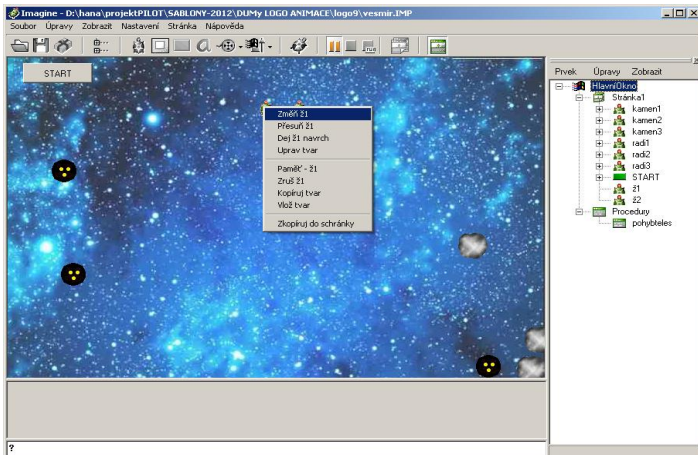 Imagine - D:\hana\projektPILOT\SABLONY-2012\DUMy LOGO ANIMACE\logo9\vesmir.IMP
Soubor Úpravy Zobrazit Nastavení Stránka Nápověda
START
Změň ž1
Přesuň ž1
Dej ž1 navrch
Uprav tvar
Paměť - ž1
Zruš ž1
Kopíruj tvar
Vlož tvar
Zkopíruj do schránky
?
Prvek Úpravy Zobrazit
HlavníOkno
Stránka1
kamen1
kamen2
kamen3
radi1
radi2
radi3
START
ž1
ž2
Procedury
pohybteles